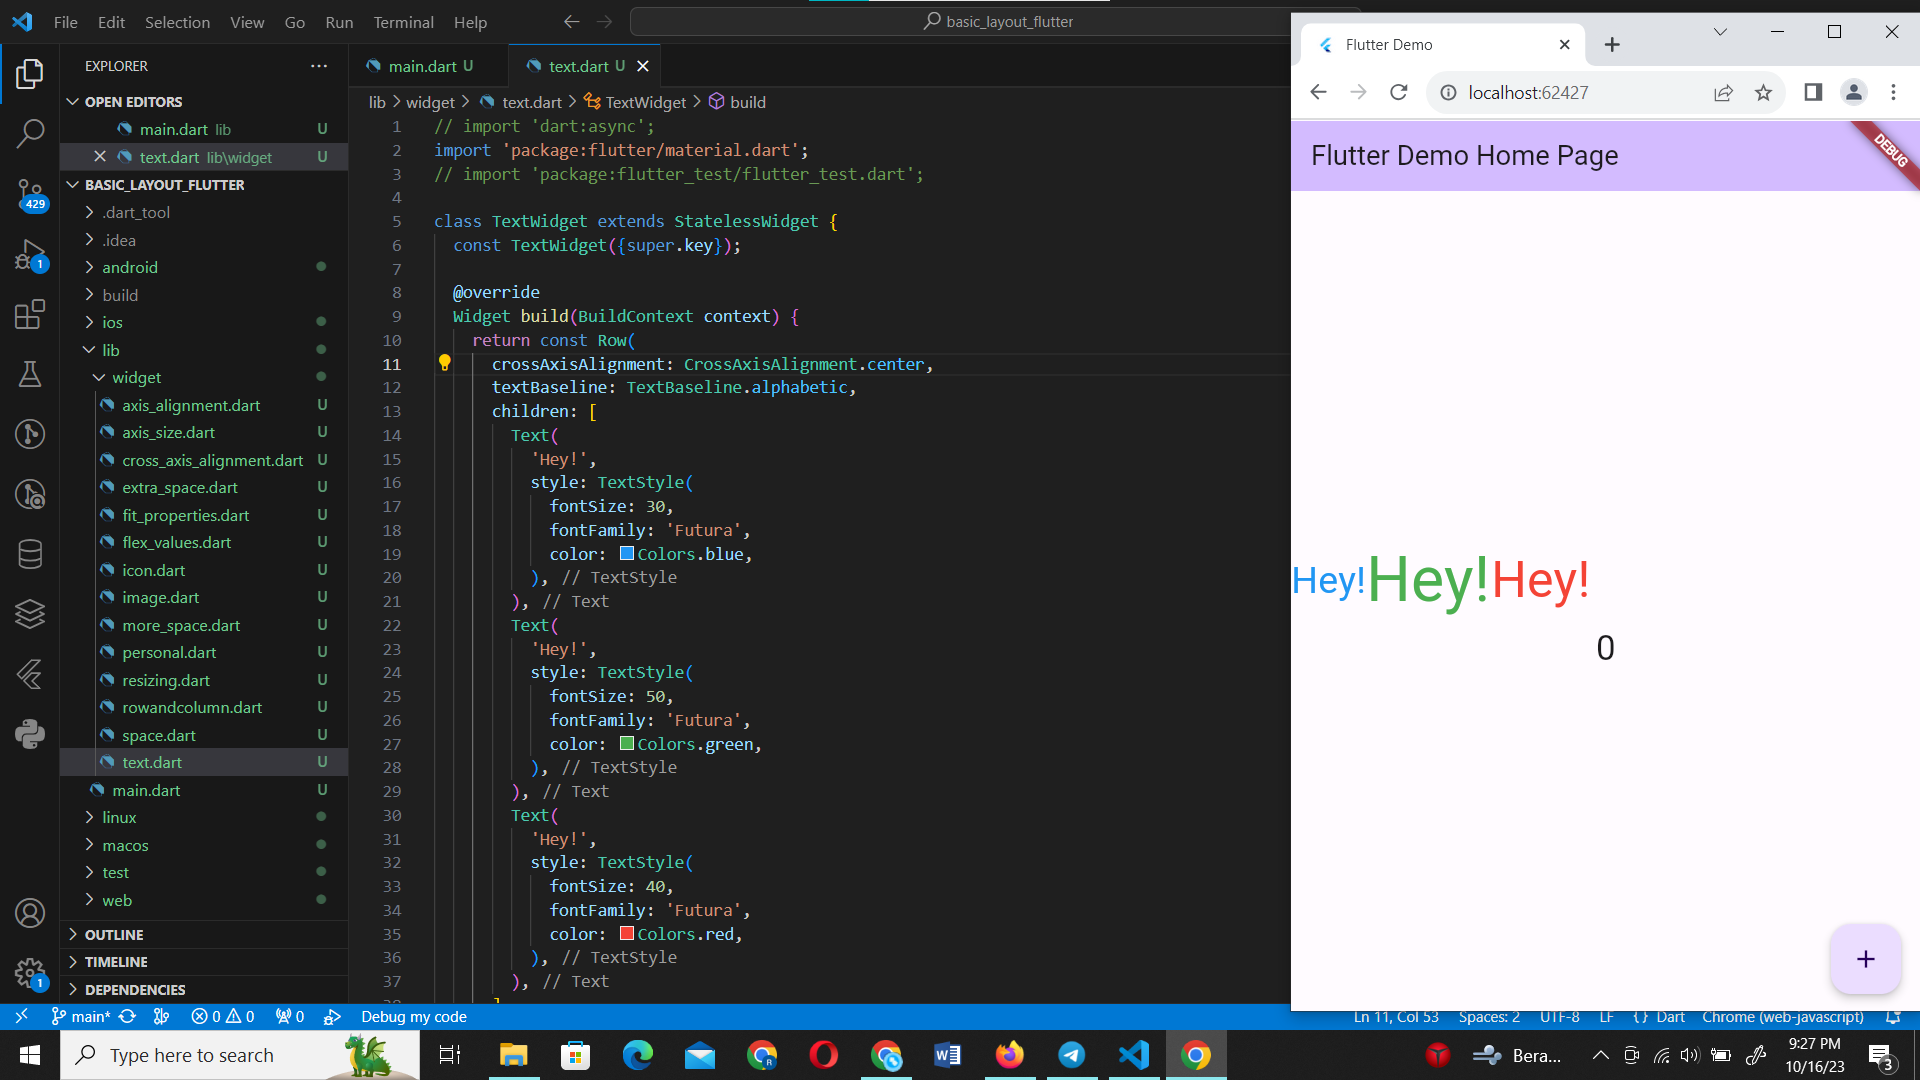 File Edit Selection View Go Run Terminal Help
basic_layout_flutter
EXPLORER
OPEN EDITORS
main.dart lib U
text.dart lib\widget U
BASIC_LAYOUT_FLUTTER
.dart_tool
.idea
android
build
ios
lib
widget
axis_alignment.dart U
axis_size.dart U
cross_axis_alignment.dart U
extra_space.dart U
fit_properties.dart U
flex_values.dart U
icon.dart U
image.dart U
more_space.dart U
personal.dart U
resizing.dart U
rowandcolumn.dart U
space.dart U
text.dart U
main.dart U
linux
macos
test
web
OUTLINE
TIMELINE
DEPENDENCIES
429
1
1
main.dart U
text.dart U
lib > widget > text.dart > TextWidget > build
1 // import 'dart:async';
2 import 'package:flutter/material.dart';
3 // import 'package:flutter_test/flutter_test.dart';
4
5 class TextWidget extends StatelessWidget {
6 const TextWidget({super.key});
7
8 @override
9 Widget build(BuildContext context) {
10 return const Row(
11 crossAxisAlignment: CrossAxisAlignment.center,
12 textBaseline: TextBaseline.alphabetic,
13 children: [
14 Text(
15 'Hey!',
16 style: TextStyle(
17 fontSize: 30,
18 fontFamily: 'Futura',
19 color: Colors.blue,
20 ), // TextStyle
21 ), // Text
22 Text(
23 'Hey!',
24 style: TextStyle(
25 fontSize: 50,
26 fontFamily: 'Futura',
27 color: Colors.green,
28 ), // TextStyle
29 ), // Text
30 Text(
31 'Hey!',
32 style: TextStyle(
33 fontSize: 40,
34 fontFamily: 'Futura',
35 color: Colors.red,
36 ), // TextStyle
37 ), // Text
Flutter Demo
localhost:62427
Flutter Demo Home Page
DEBUG
Hey!Hey!Hey!
0
+
main* 0 0 0 Debug my code
Ln 11, Col 53 Spaces: 2 UTF-8 LF {} Dart Chrome (web-javascript)
Type here to search
Bera...
9:27 PM
10/16/23
3